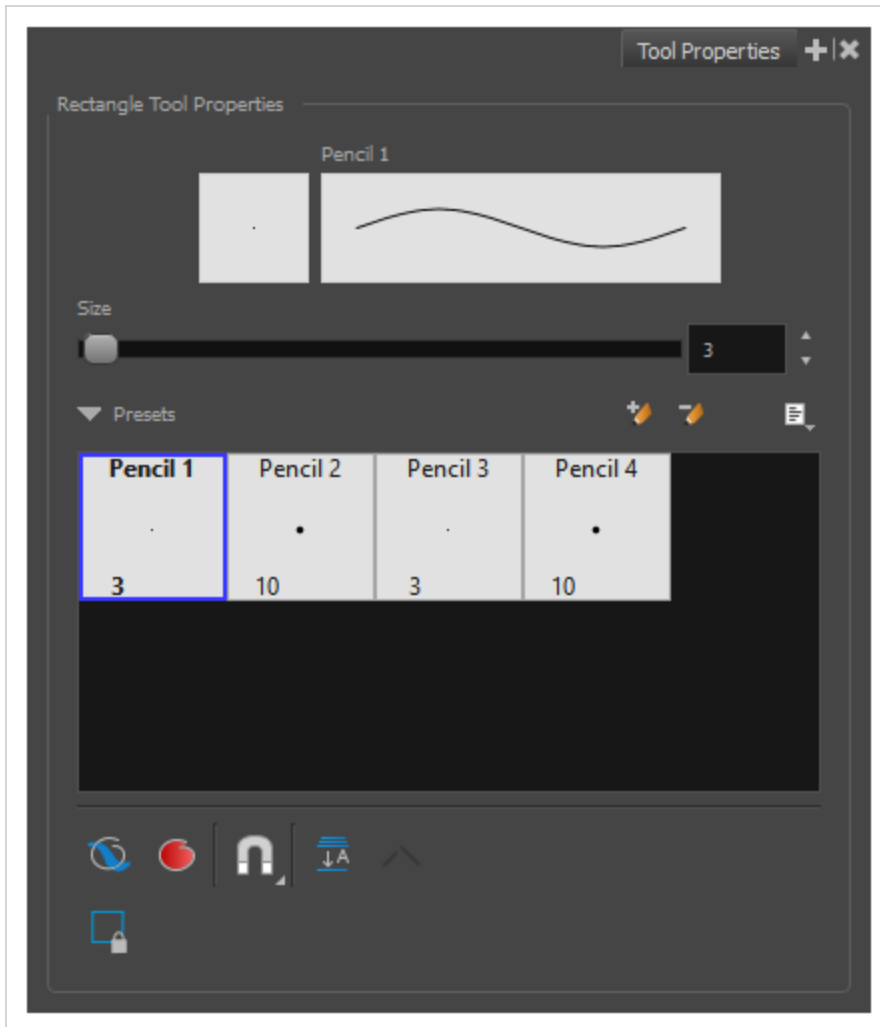 Tool Properties
Rectangle Tool Properties
Pencil 1
Size
3
Presets
Pencil 1 Pencil 2 Pencil 3 Pencil 4
3 10 3 10
A